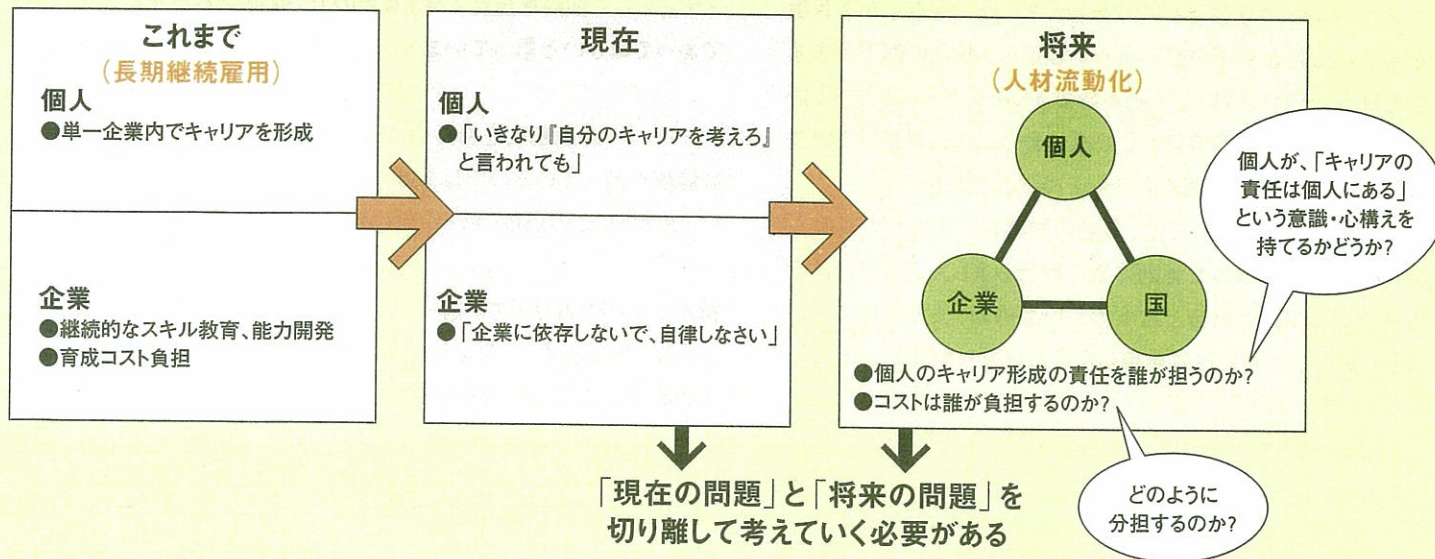 これまで
（長期継続雇用）
個人
●単一企業内でキャリアを形成
企業
●継続的なスキル教育、能力開発
●育成コスト負担
現在
個人
●「いきなり『自分のキャリアを考えろ』
と言われても」
企業
●「企業に依存しないで、自律しなさい」
将来
（人材流動化）
個人
企業
国
●個人のキャリア形成の責任を誰が担うのか?
●コストは誰が負担するのか?
個人が、「キャリアの
責任は個人にある」
という意識・心構えを
持てるかどうか?
どのように
分担するのか?
「現在の問題」と「将来の問題」を
切り離して考えていく必要がある